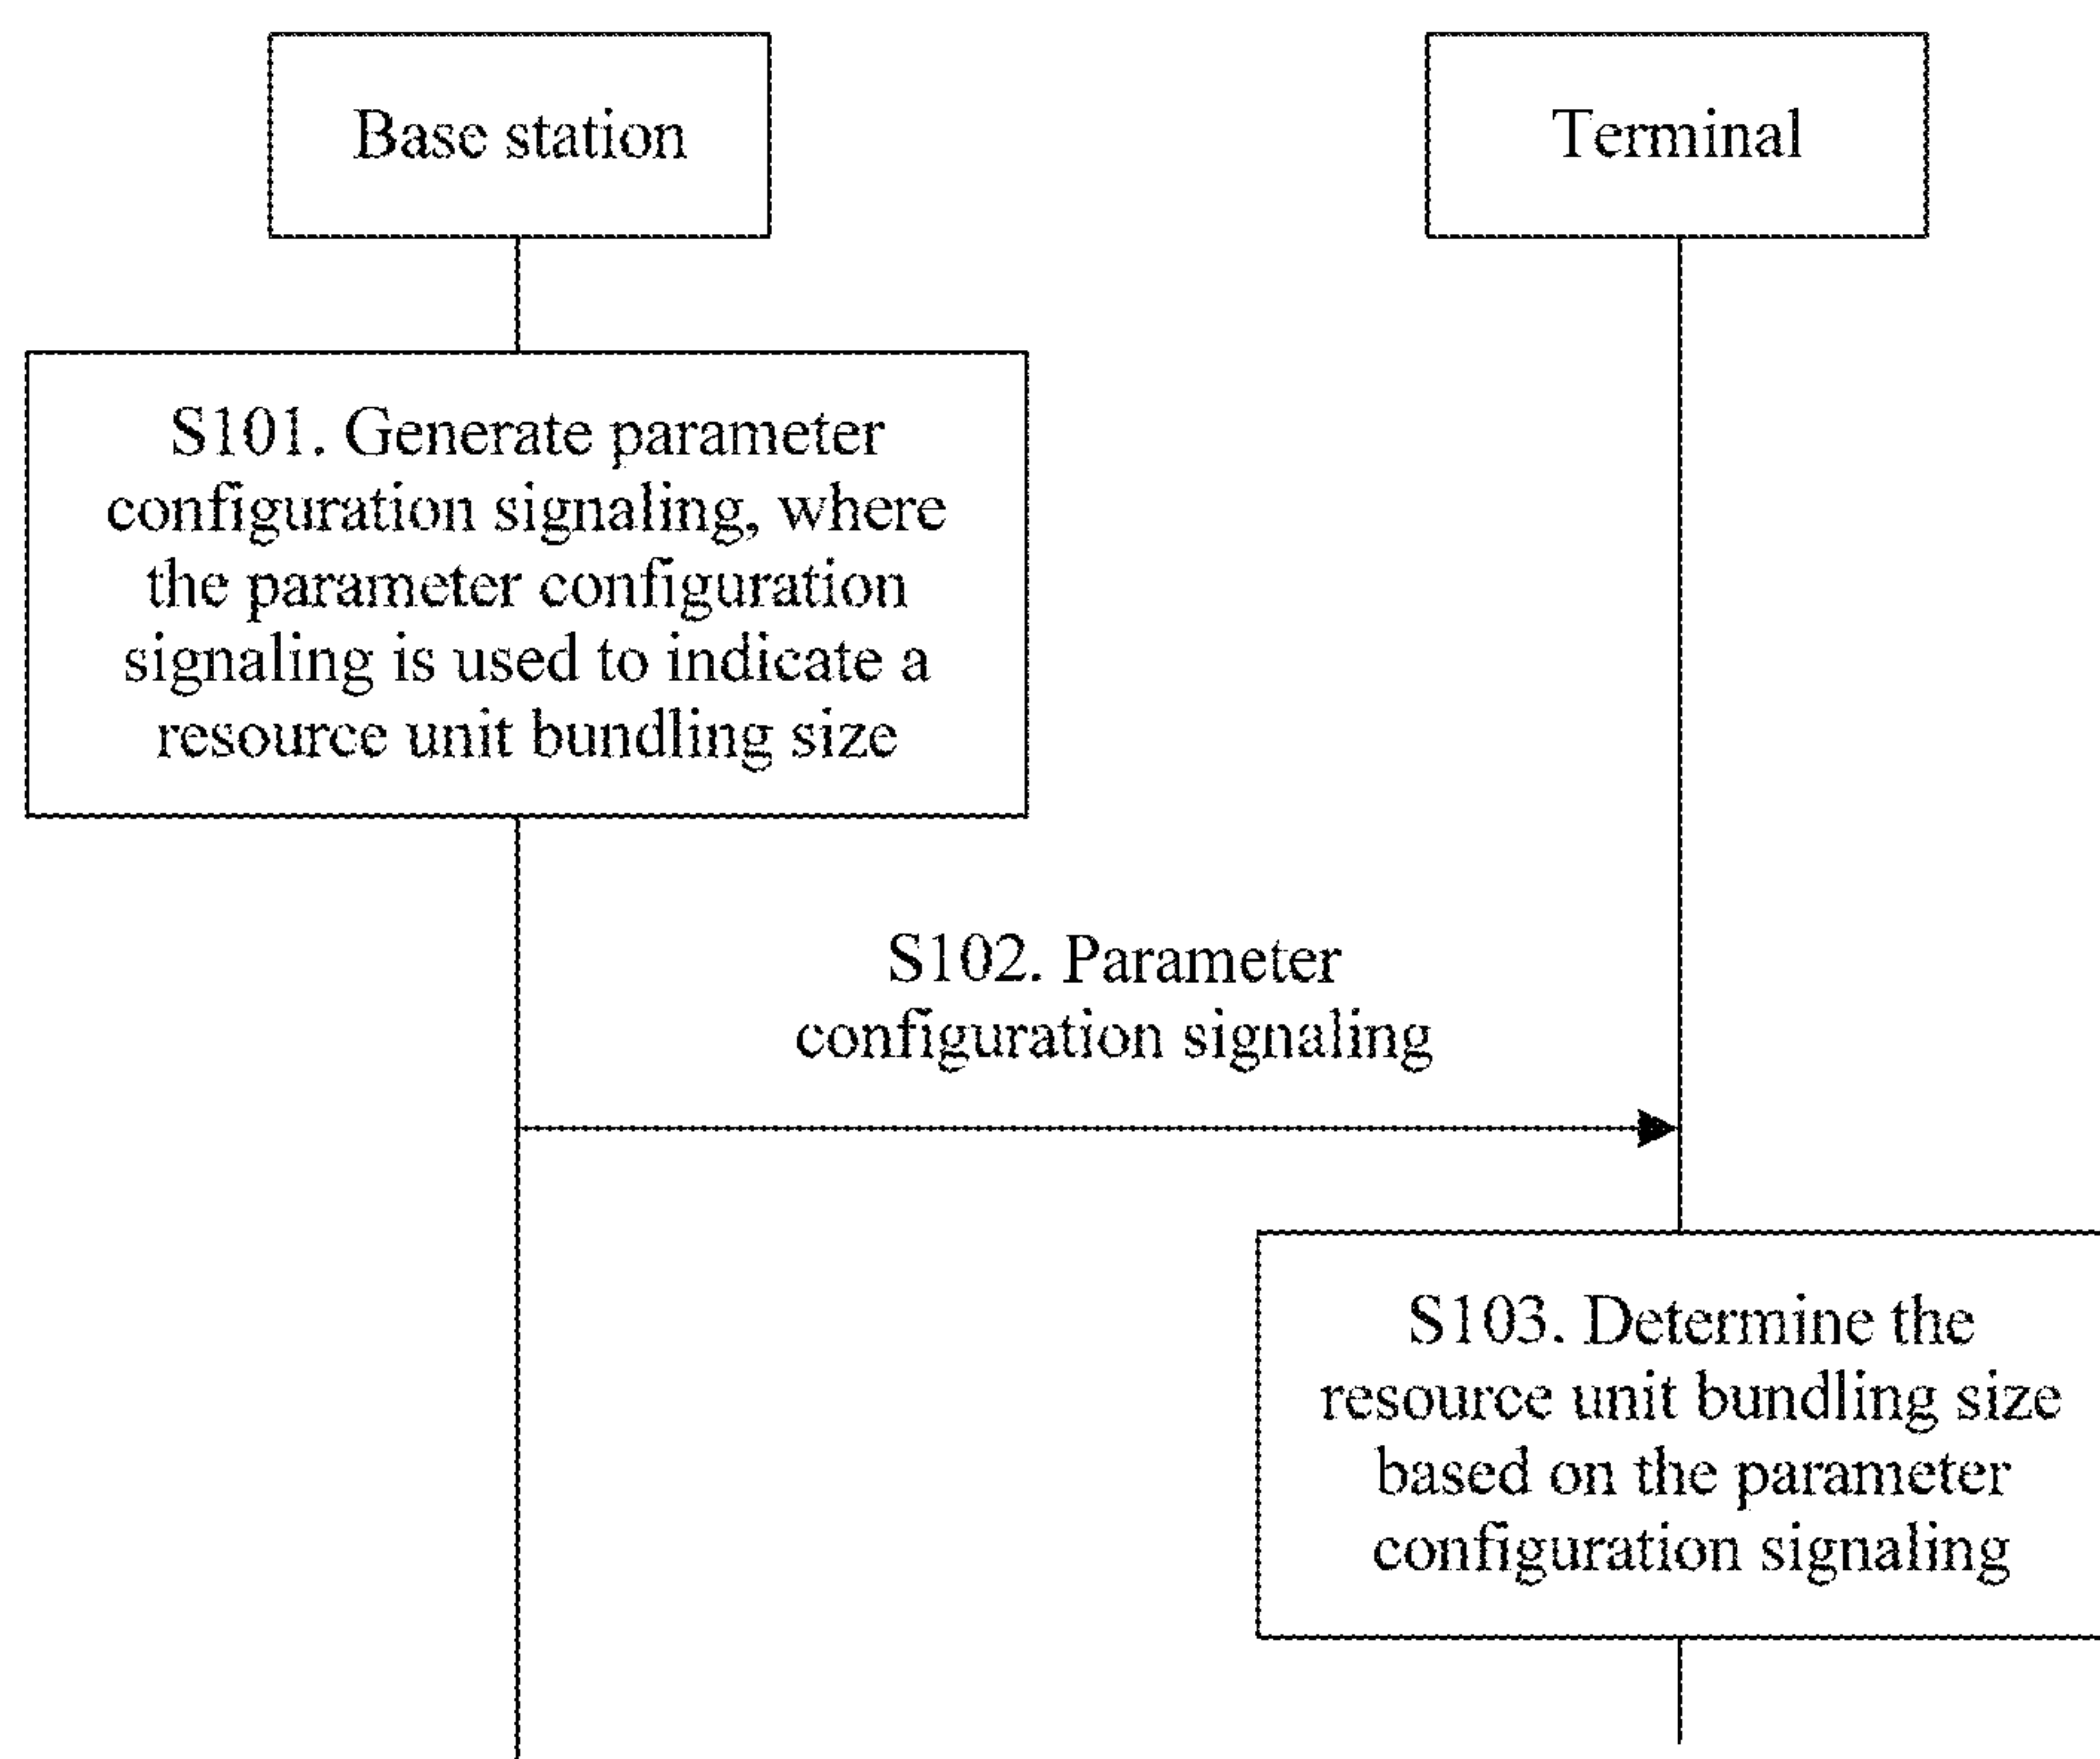 Base station
Terminal
S101. Generate parameter
configuration signaling, where
the parameter configuration
signaling is used to indicate a
resource unit bundling size
S102. Parameter
configuration signaling
S103. Determine the
resource unit bundling size
based on the parameter
configuration signaling